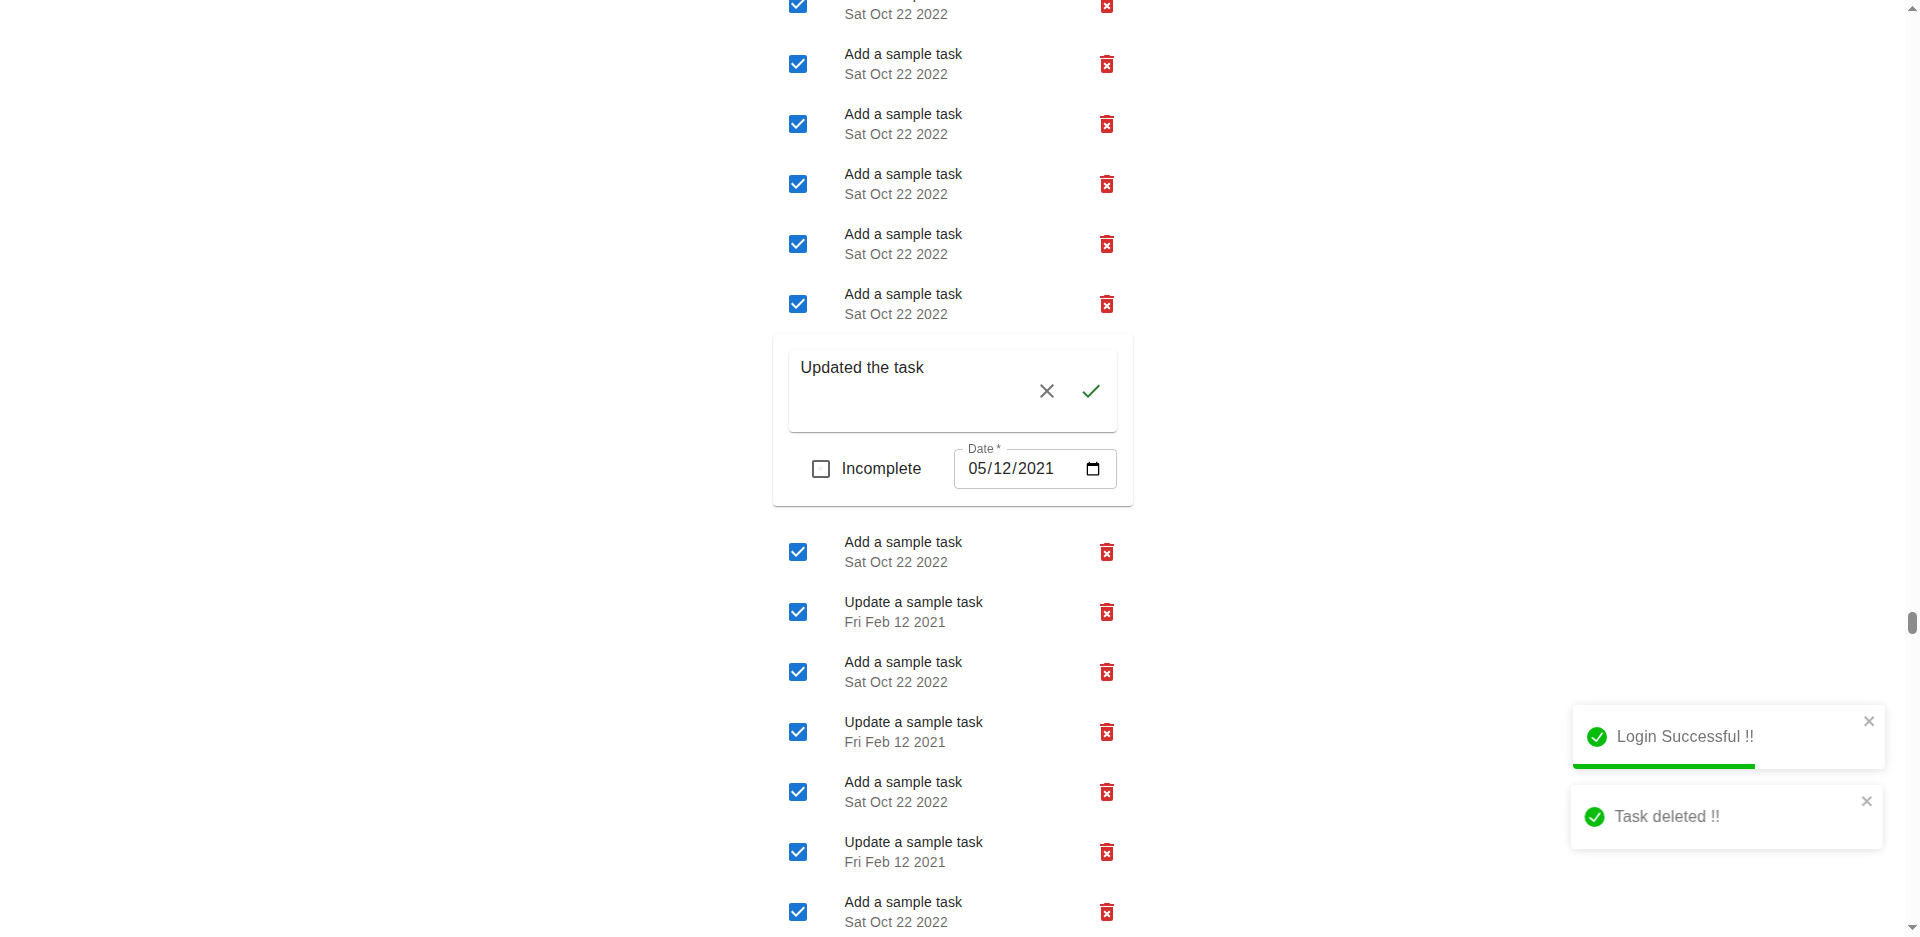 Sat Oct 22 2022
Add a sample task
Sat Oct 22 2022
Add a sample task
Sat Oct 22 2022
Add a sample task
Sat Oct 22 2022
Add a sample task
Sat Oct 22 2022
Add a sample task
Sat Oct 22 2022
Updated the task
Incomplete
Date *
05/12/2021
Add a sample task
Sat Oct 22 2022
Update a sample task
Fri Feb 12 2021
Add a sample task
Sat Oct 22 2022
Update a sample task
Fri Feb 12 2021
Add a sample task
Sat Oct 22 2022
Update a sample task
Fri Feb 12 2021
Add a sample task
Sat Oct 22 2022
Login Successful !!
Task deleted !!